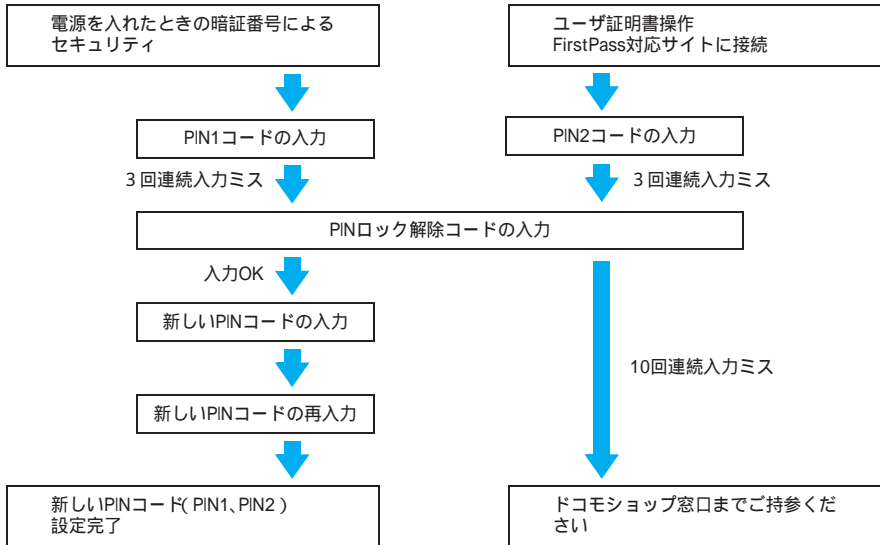 電源を入れたときの暗証番号による
セキュリティ
ユーザ証明書操作
FirstPass対応サイトに接続
PIN1コードの入力
PIN2コードの入力
3回連続入力ミス
3回連続入力ミス
PINロック解除コードの入力
入力OK
新しいPINコードの入力
10回連続入力ミス
新しいPINコードの再入力
新しいPINコード(PIN1、PIN2)
設定完了
ドコモショップ窓口までご持参くだ
さい